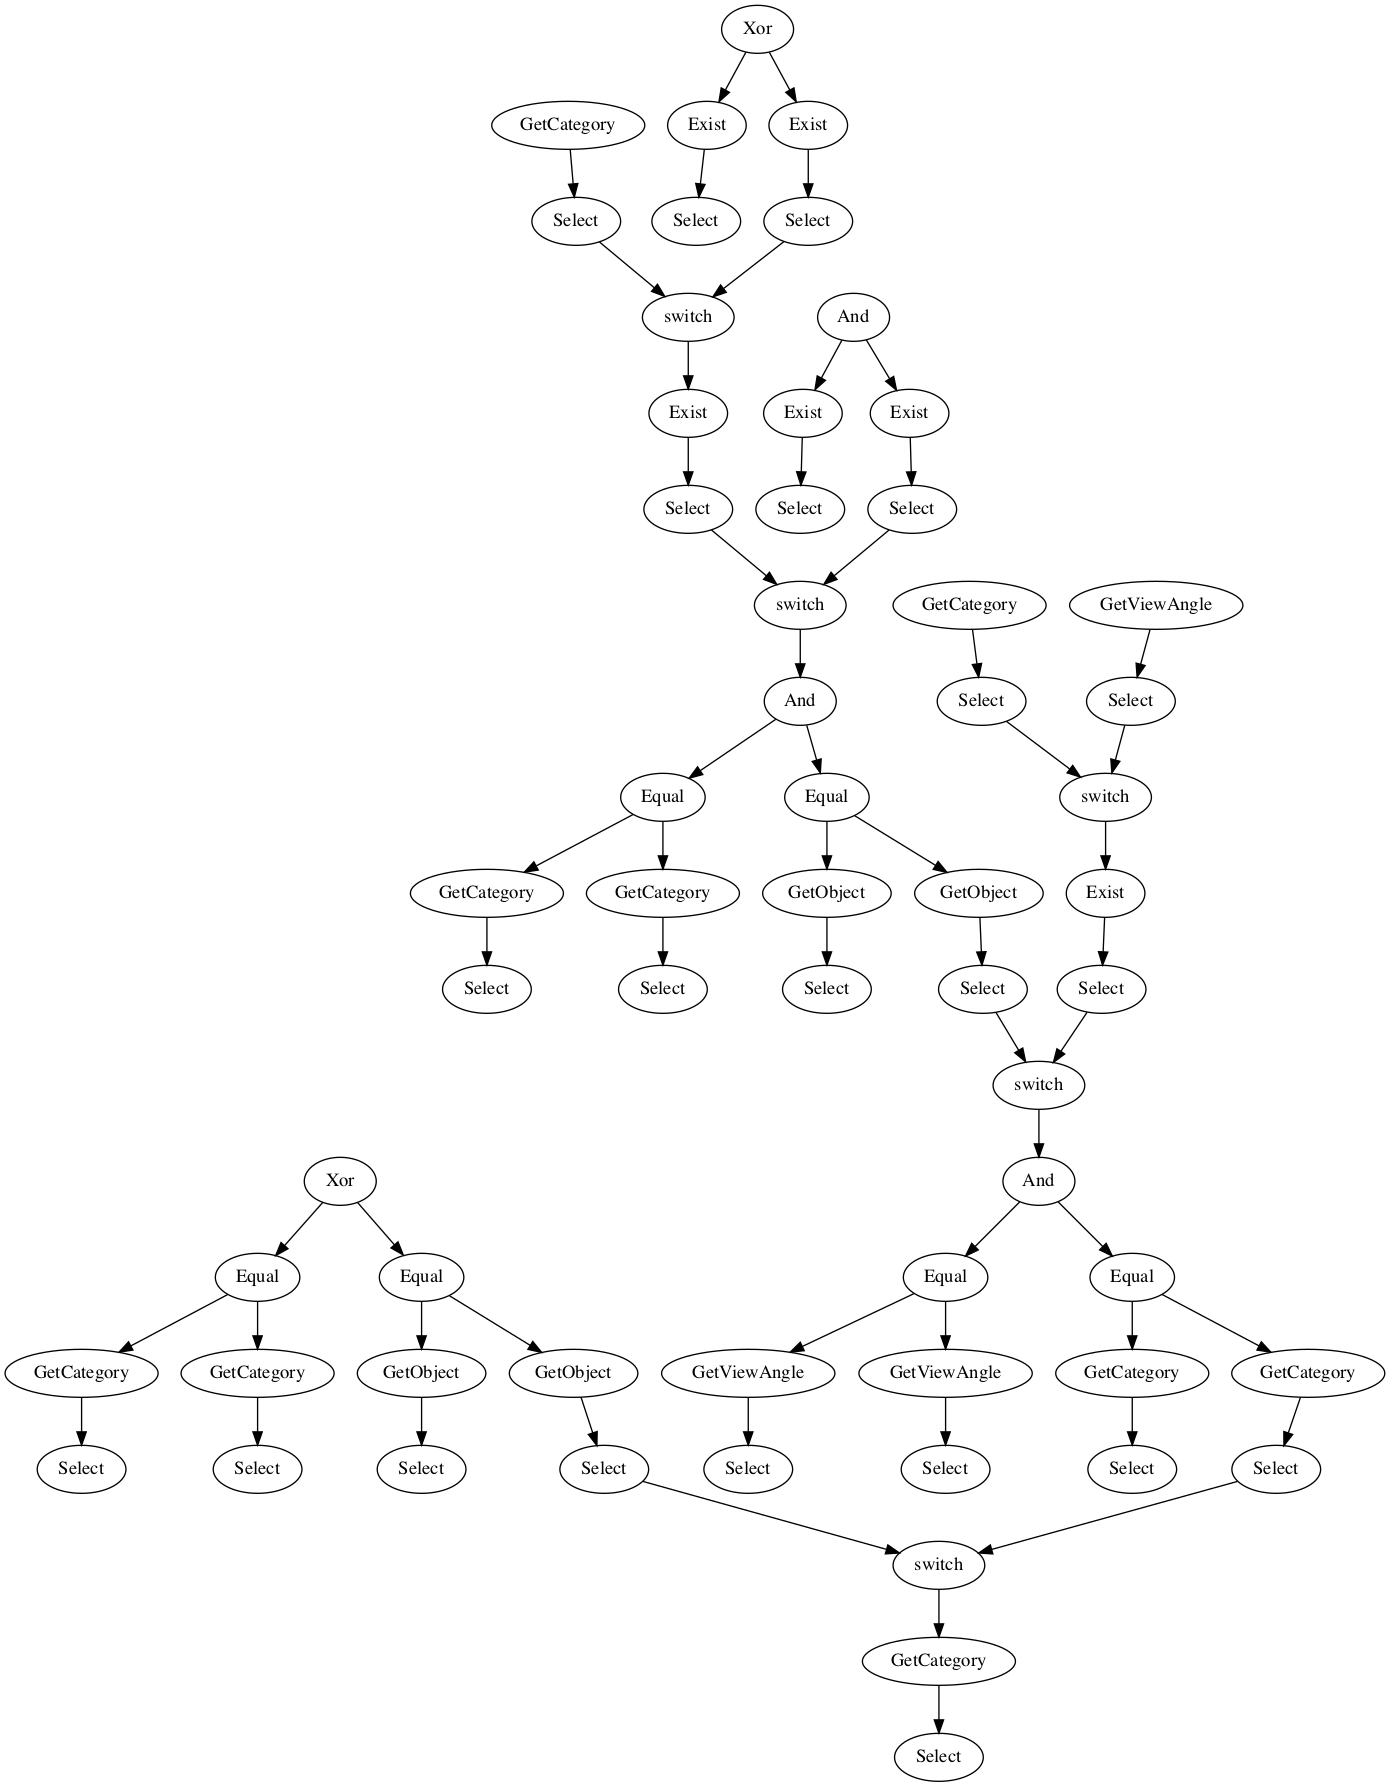 Xor
GetCategory Exist Exist
Select Select Select
switch And
Exist Exist Exist
Select Select Select
switch GetCategory GetViewAngle
And Select Select
Equal Equal switch
GetCategory GetCategory GetObject GetObject Exist
Select Select Select Select Select
switch
Xor And
Equal Equal Equal Equal
GetCategory GetCategory GetObject GetObject GetViewAngle GetViewAngle GetCategory GetCategory
Select Select Select Select Select Select Select Select
switch
GetCategory
Select